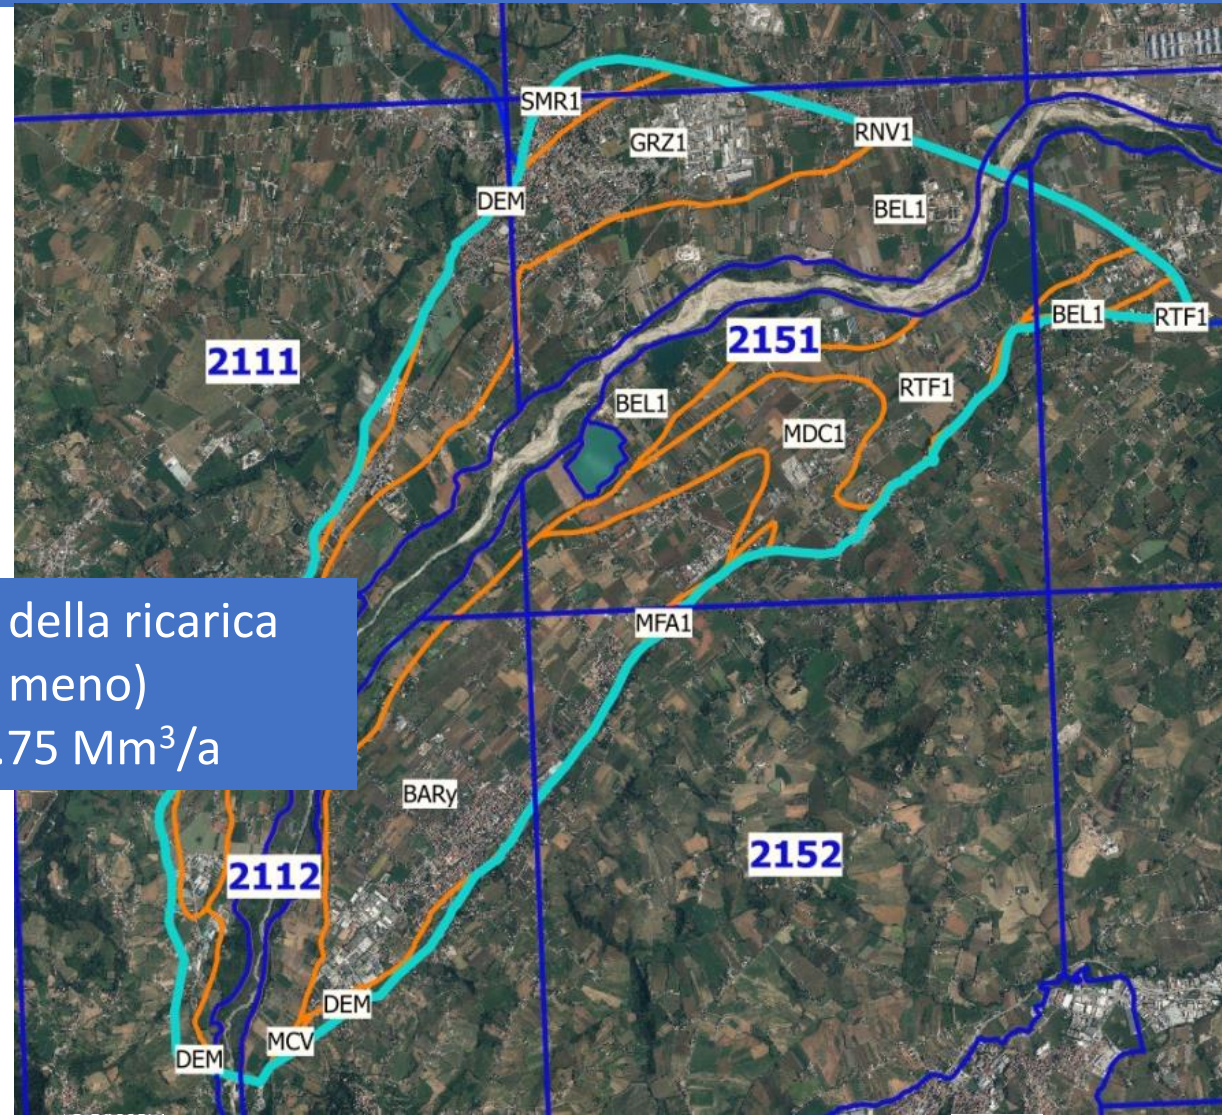 SMR1
RNV1
GRZ1
DEM
BEL1
BEL1
RTF1
2111
2151
RTF1
BEL1
MDC1
della ricarica
meno)
.75 Mm³/a
MFA1
BARy
2152
2112
DEM
MCV
DEM